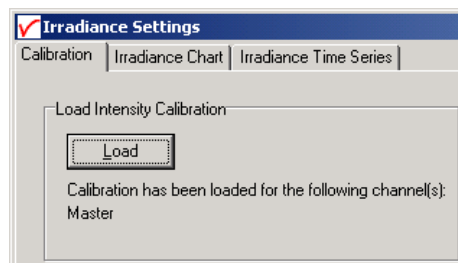 Irradiance Settings
Calibration Irradiance Chart Irradiance Time Series
Load Intensity Calibration
Load
Calibration has been loaded for the following channel(s):
Master